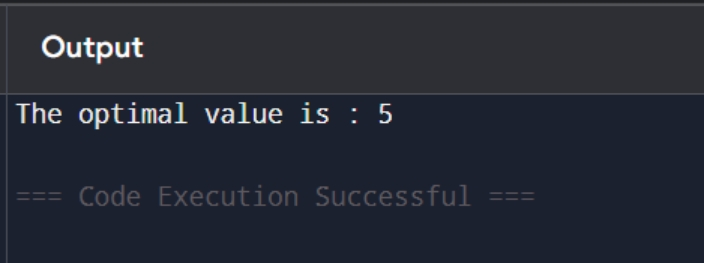 Output
The optimal value is : 5
=== Code Execution Successful ===